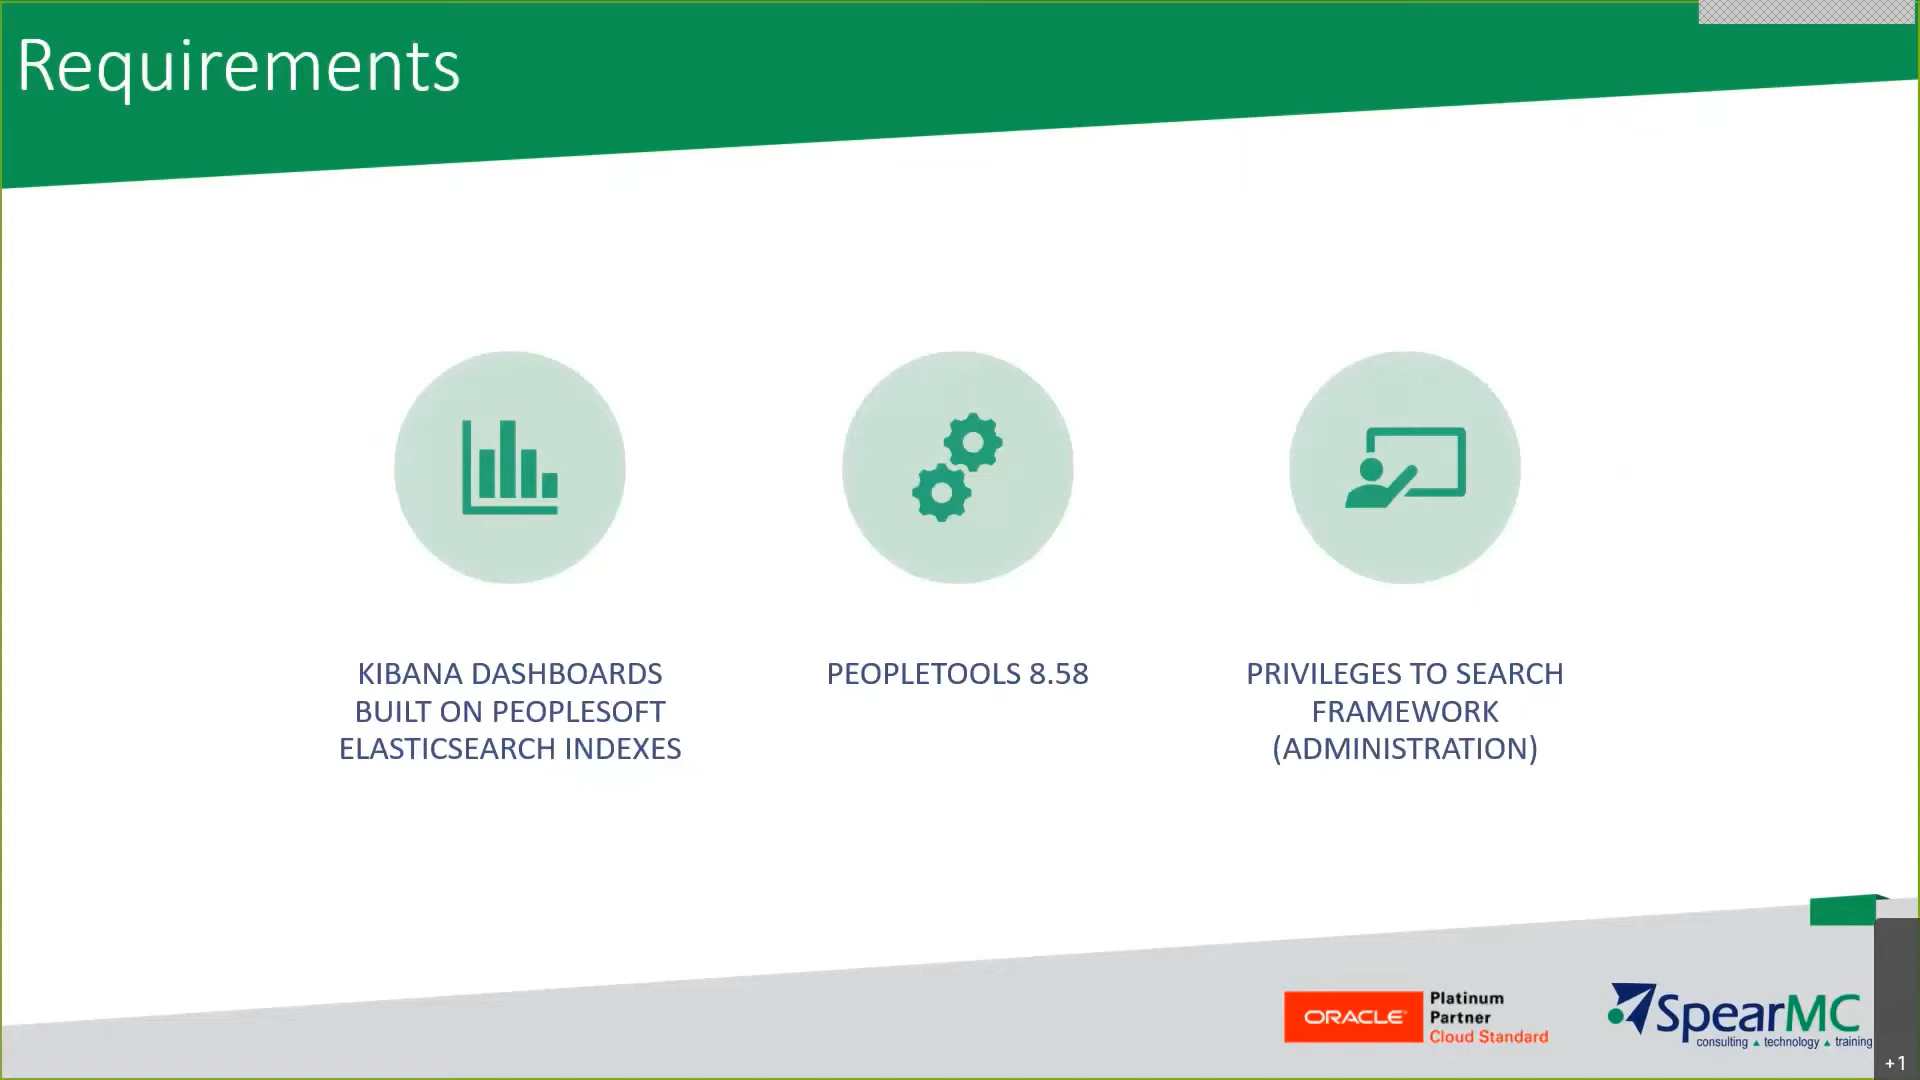 Requirements
KIBANA DASHBOARDS
BUILT ON PEOPLESOFT
ELASTICSEARCH INDEXES
PEOPLETOOLS 8.58
PRIVILEGES TO SEARCH
FRAMEWORK
(ADMINISTRATION)
ORACLE
Platinum
Partner
Cloud Standard
SpearMC
consulting ▲ technology ▲ training
+1